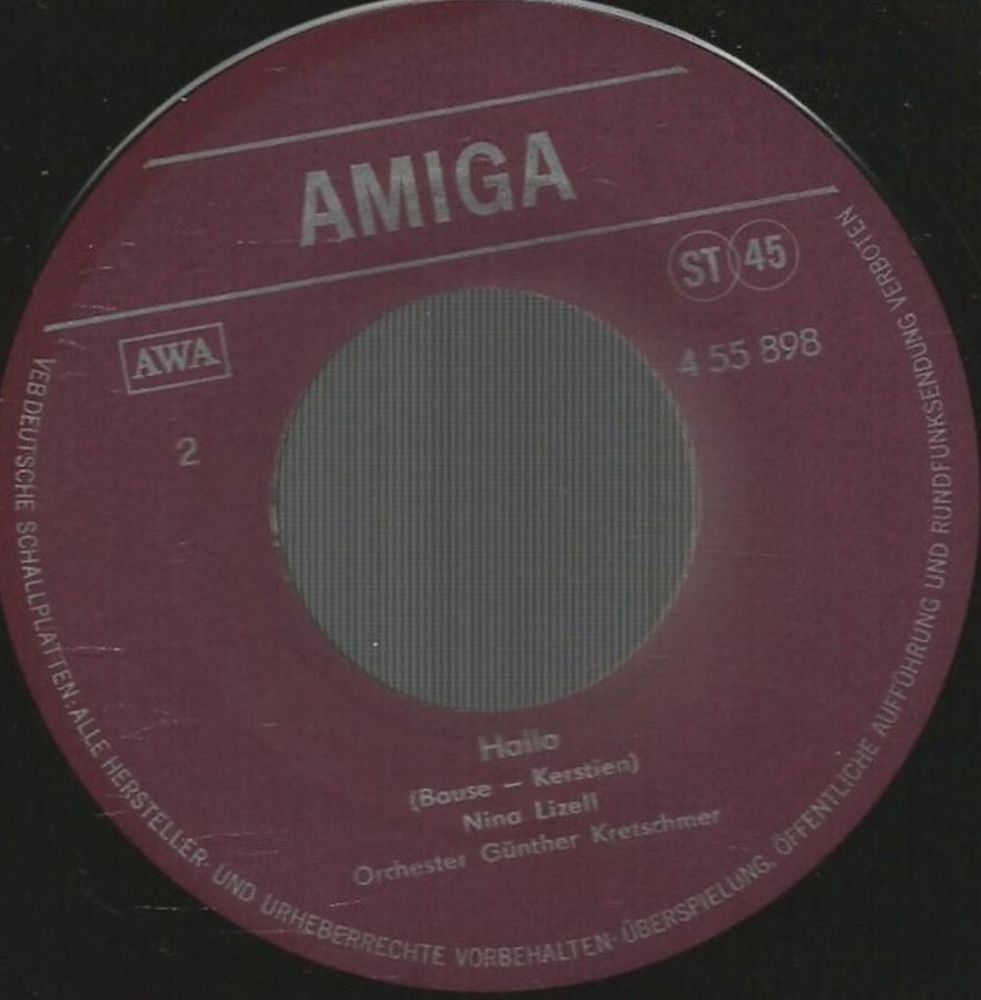 AMIGA
ST 45
AWA
4 55 898
2
Hallo
(Bause – Kerstien)
Nina Lizell
Orchester Günther Kretschmer
VEB DEUTSCHE SCHALLPLATTEN · ALLE HERSTELLER- UND URHEBERRECHTE VORBEHALTEN · ÜBERSPIELUNG, ÖFFENTLICHE AUFFÜHRUNG UND RUNDFUNKSENDUNG VERBOTEN